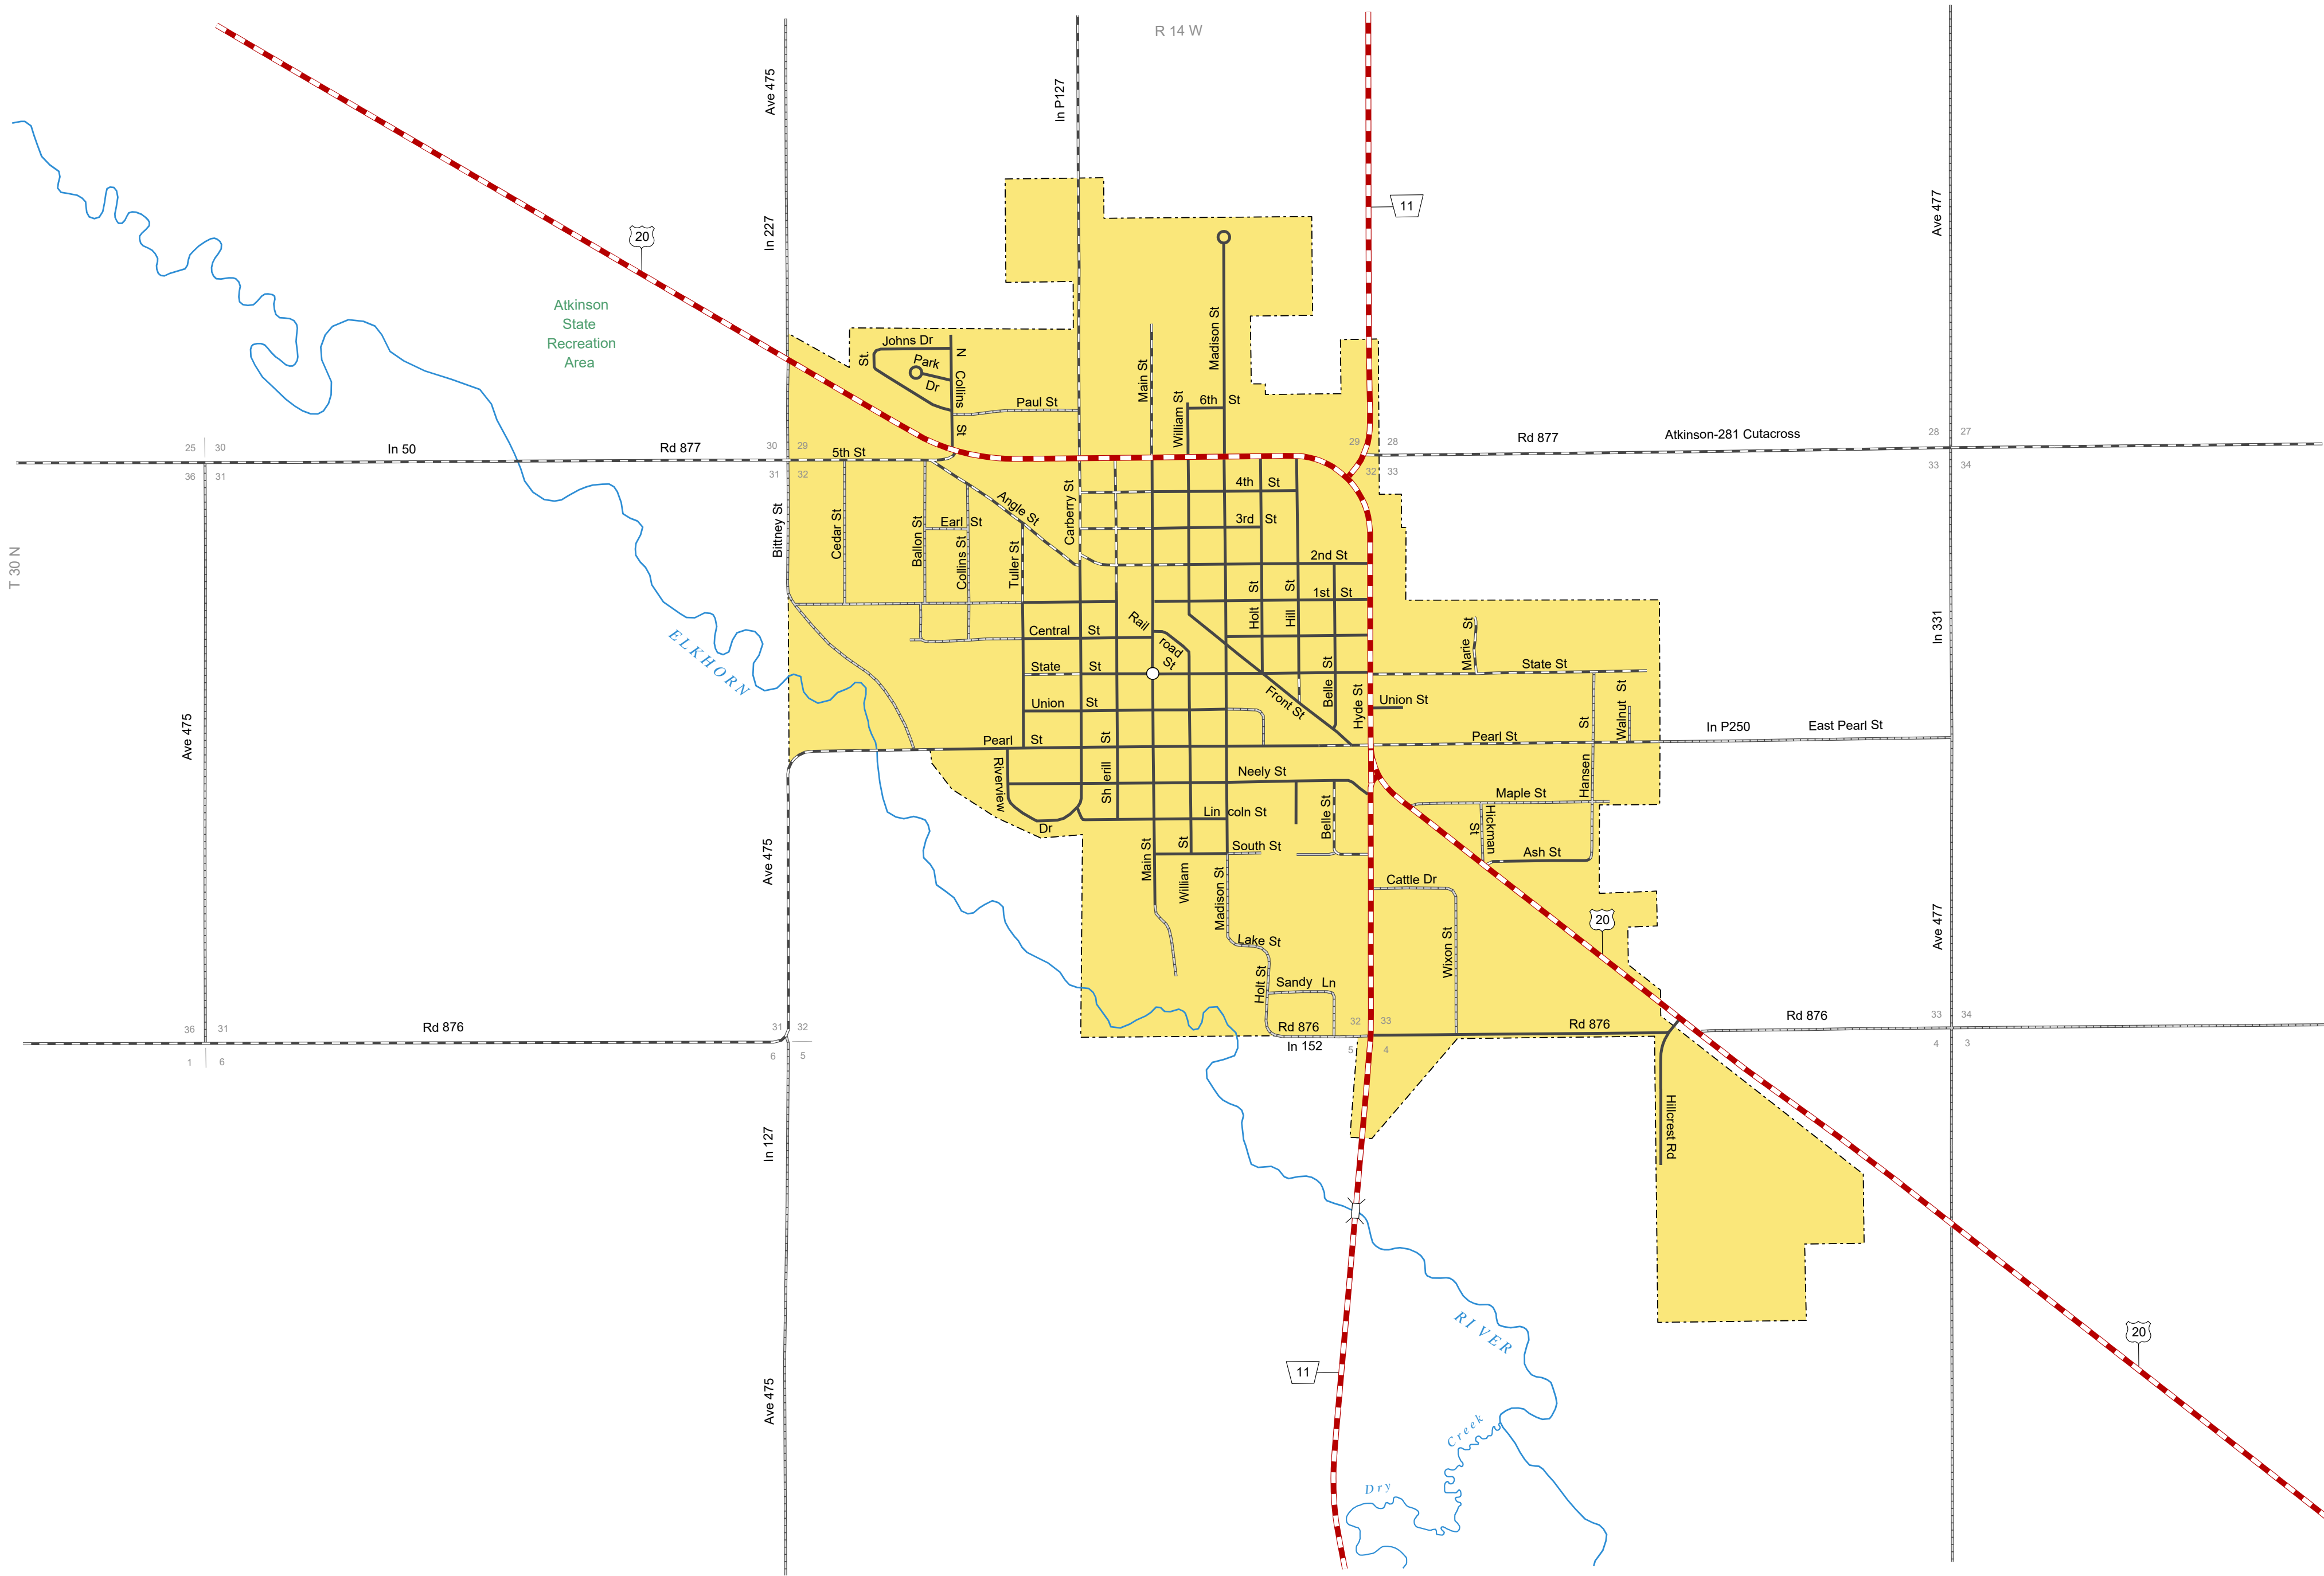 R 14 W
Ave 475
In P127
11
Ave 477
In 227
20
Atkinson
State
Recreation
Area
Madison St
Johns Dr
St.
Park
Dr
N Collins St
Main St
Paul St
William St
6th St
25
30
In 50
Rd 877
30
29
5th St
29
28
Rd 877
Atkinson-281 Cutacross
28
27
36
31
31
32
32
33
33
34
4th St
Angle St
Carberry St
3rd St
Earl St
Bittney St
Cedar St
Ballon St
Collins St
Tuller St
2nd St
T 30 N
1st St
Holt St
Hill St
Rail
road
St
Central St
ELKHORN
In 331
Marie St
State St
State St
Belle St
Front St
Hyde St
Union St
Union St
Walnut St
Ave 475
Pearl St
Pearl St
In P250
East Pearl St
Sherill St
Riverview
Dr
Neely St
Hansen St
Maple St
Lincoln St
Belle St
Hickman
St
Ave 475
Main St
William St
South St
Ash St
Cattle Dr
Madison St
20
Ave 477
Lake St
Wixon St
Holt St
Sandy Ln
36
31
Rd 876
31
32
Rd 876
32
33
Rd 876
Rd 876
33
34
In 152
1
6
6
5
5
4
4
3
In 127
Hillcrest Rd
RIVER
20
11
Ave 475
Creek
Dry